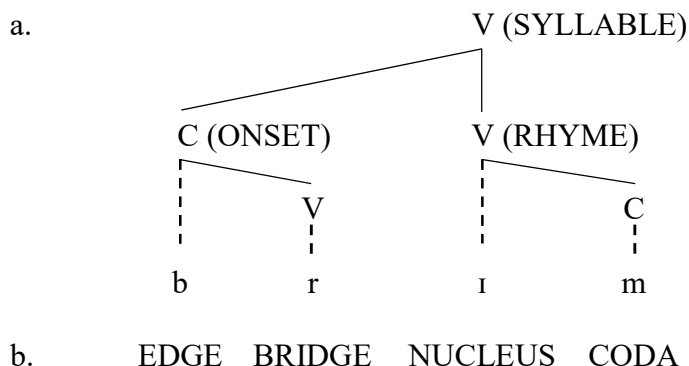 a. V (SYLLABLE)
C (ONSET) V (RHYME)
V C
b r ɪ m
b. EDGE BRIDGE NUCLEUS CODA